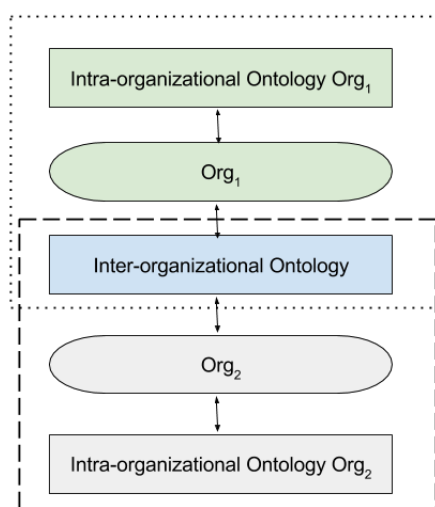 Intra-organizational Ontology Org₁
Org₁
Inter-organizational Ontology
Org₂
Intra-organizational Ontology Org₂